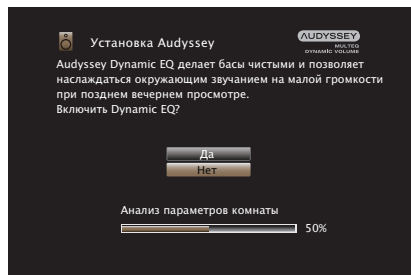 Установка Audyssey
AUDYSSEY
MULTEQ
DYNAMIC VOLUME
Audyssey Dynamic EQ делает басы чистыми и позволяет
наслаждаться окружающим звучанием на малой громкости
при позднем вечернем просмотре.
Включить Dynamic EQ?
Да
Нет
Анализ параметров комнаты
50%